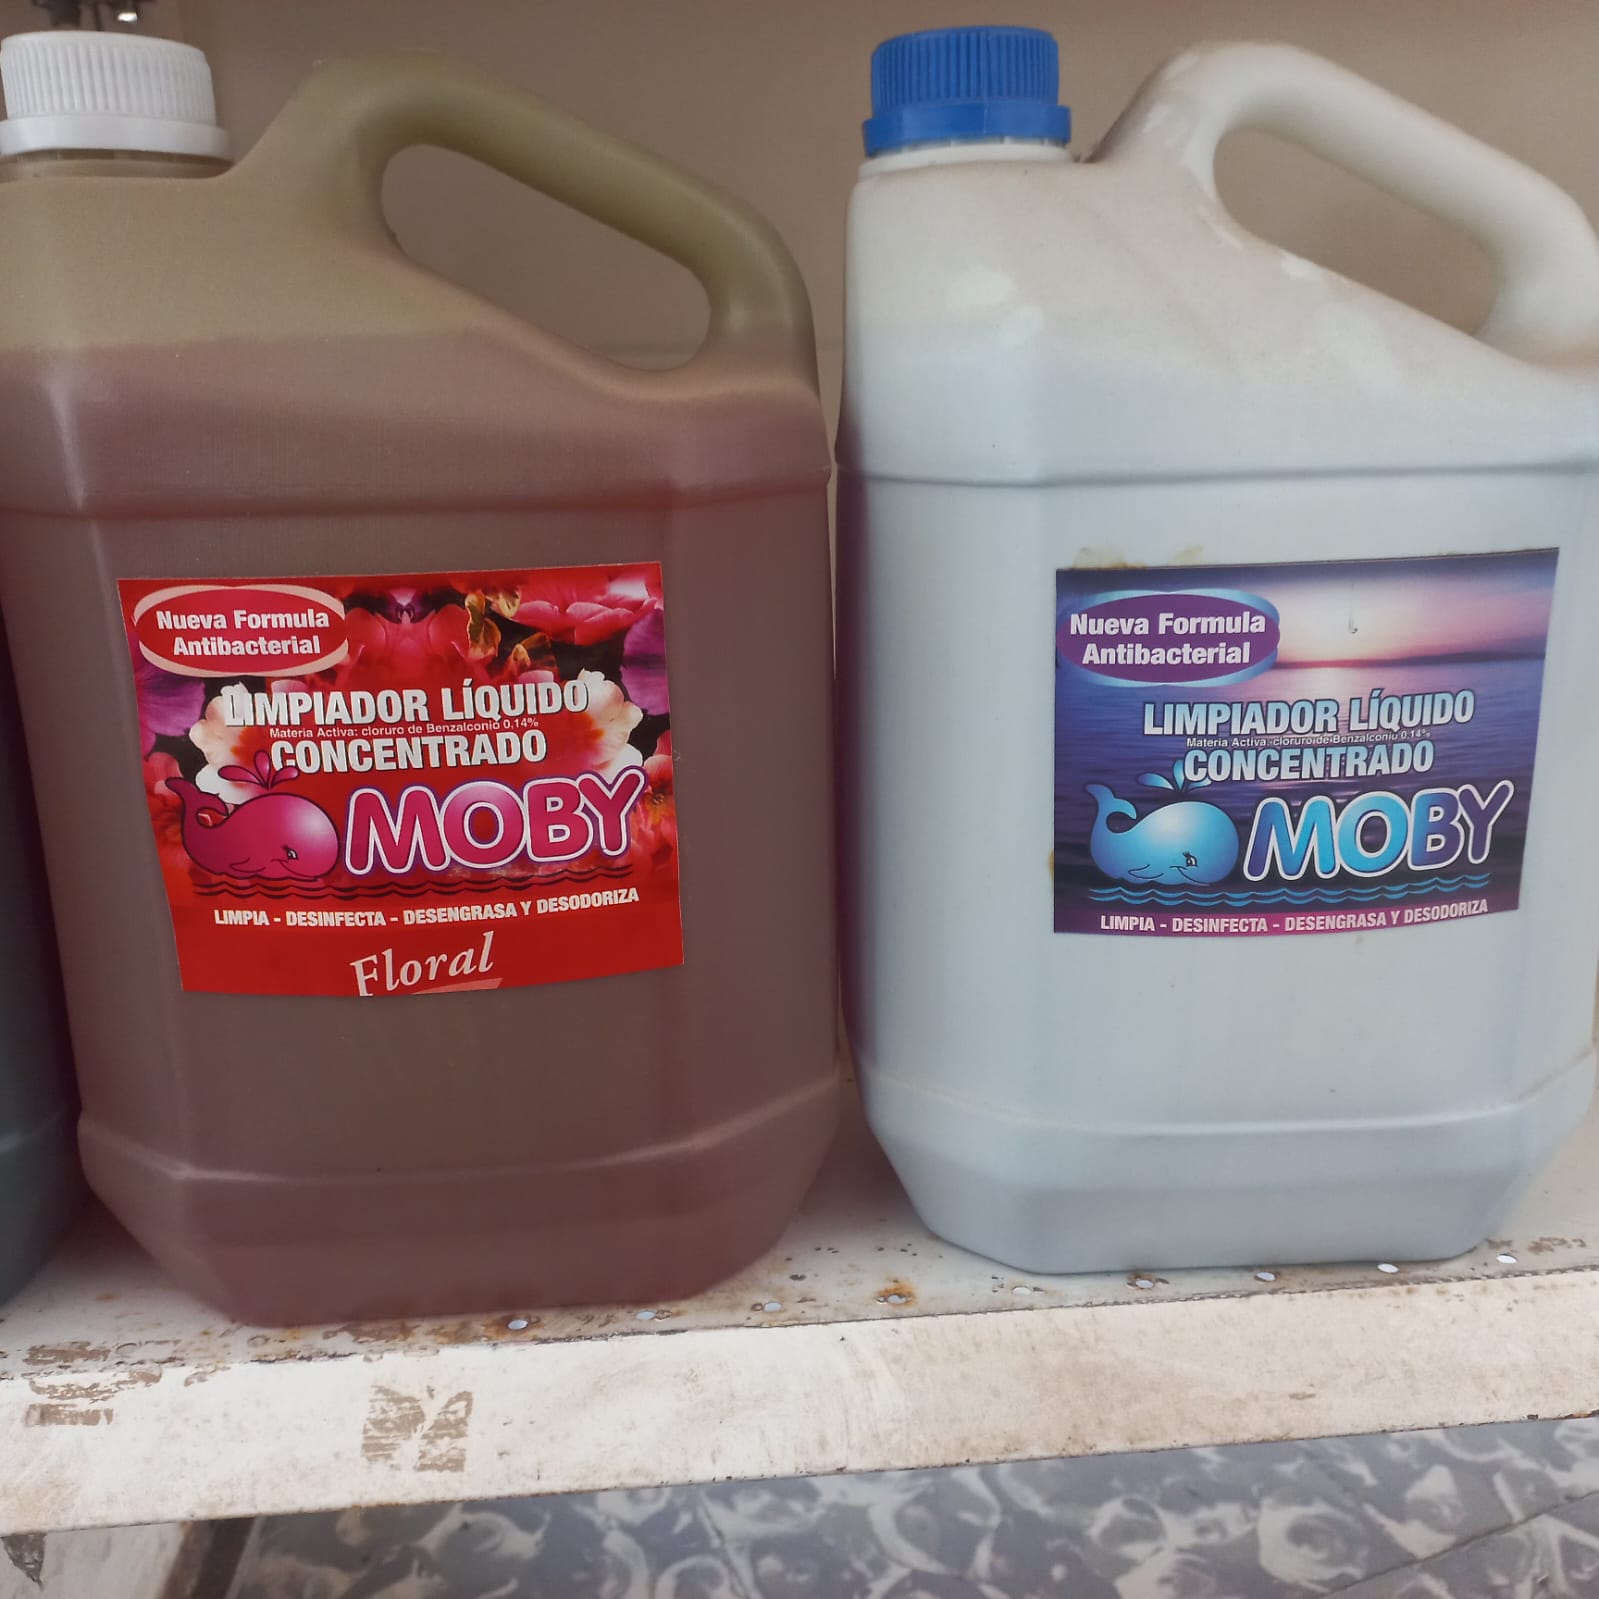 Nueva Formula
Antibacterial
LIMPIADOR LÍQUIDO
Materia Activa: cloruro de Benzalconio 0,14%
CONCENTRADO
MOBY
LIMPIA - DESINFECTA - DESENGRASA Y DESODORIZA
Floral
Nueva Formula
Antibacterial
LIMPIADOR LÍQUIDO
Materia Activa: cloruro de Benzalconio 0,14%
CONCENTRADO
MOBY
LIMPIA - DESINFECTA - DESENGRASA Y DESODORIZA